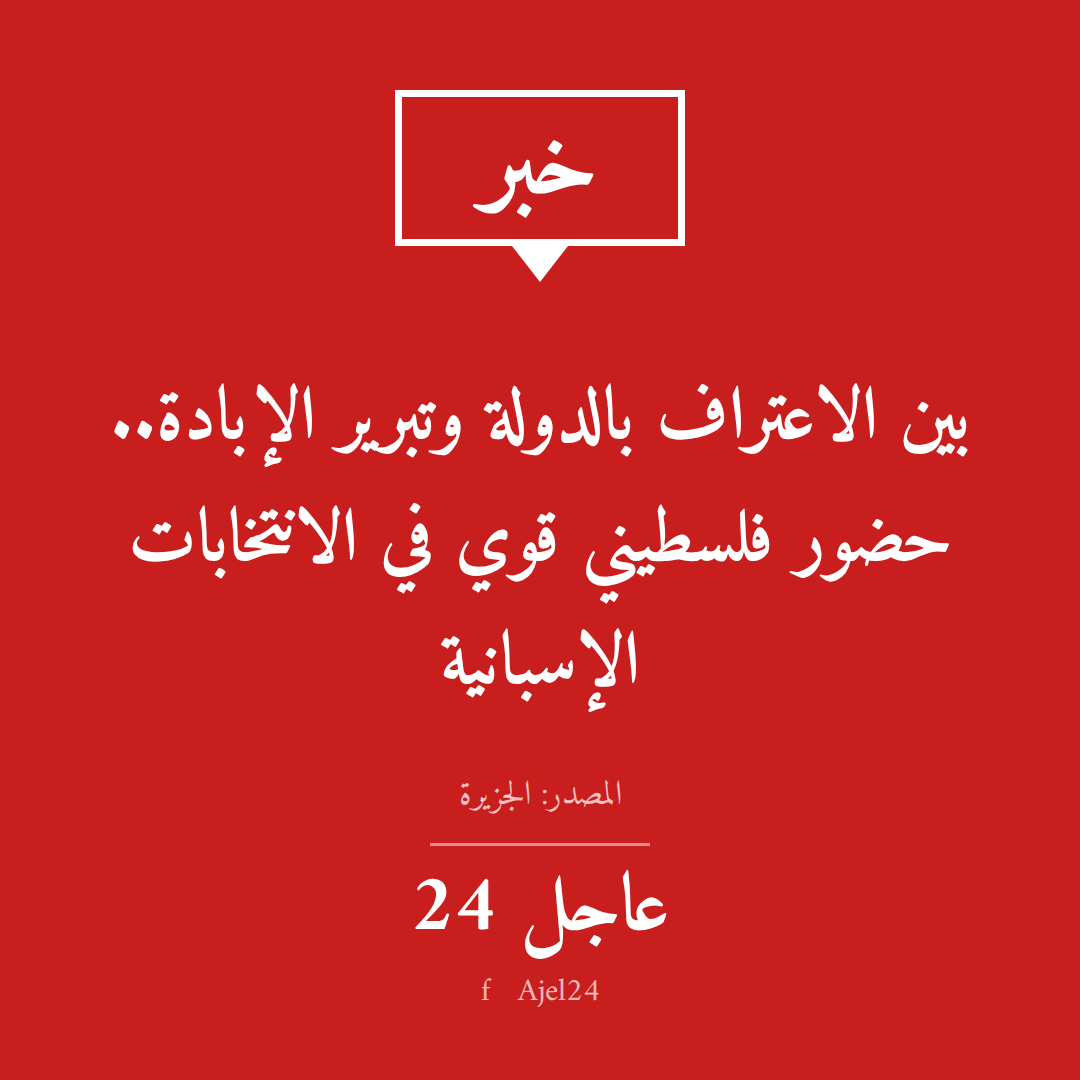 خبر
بين الاعتراف بالدولة وتبرير الإبادة..
حضور فلسطيني قوي في الانتخابات
الإسبانية
المصدر: الجزيرة
عاجل 24
f Ajel24